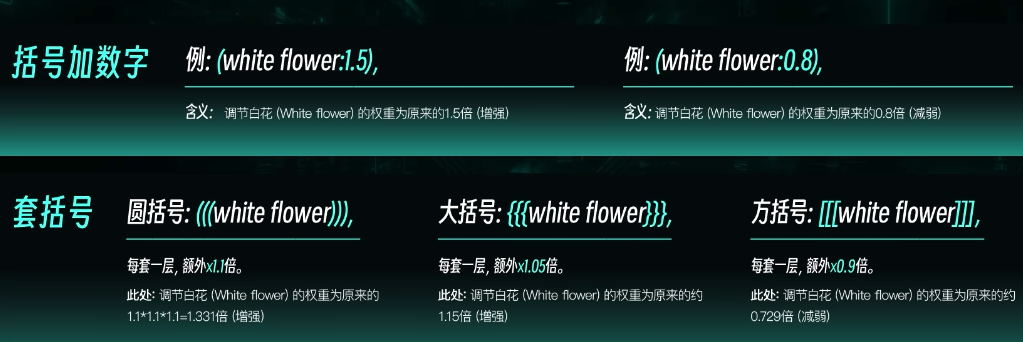 括号加数字
例: (white flower:1.5),
含义: 调节白花 (White flower) 的权重为原来的1.5倍 (增强)
例: (white flower:0.8),
含义: 调节白花 (White flower) 的权重为原来的0.8倍 (减弱)
套括号
圆括号: (((white flower))),
每套一层, 额外x1.1倍。
此处: 调节白花 (White flower) 的权重为原来的
1.1*1.1*1.1=1.331倍 (增强)
大括号: {{{white flower}}},
每套一层, 额外x1.05倍。
此处: 调节白花 (White flower) 的权重为原来的约
1.15倍 (增强)
方括号: [[[white flower]]],
每套一层, 额外x0.9倍。
此处: 调节白花 (White flower) 的权重为原来的约
0.729倍 (减弱)